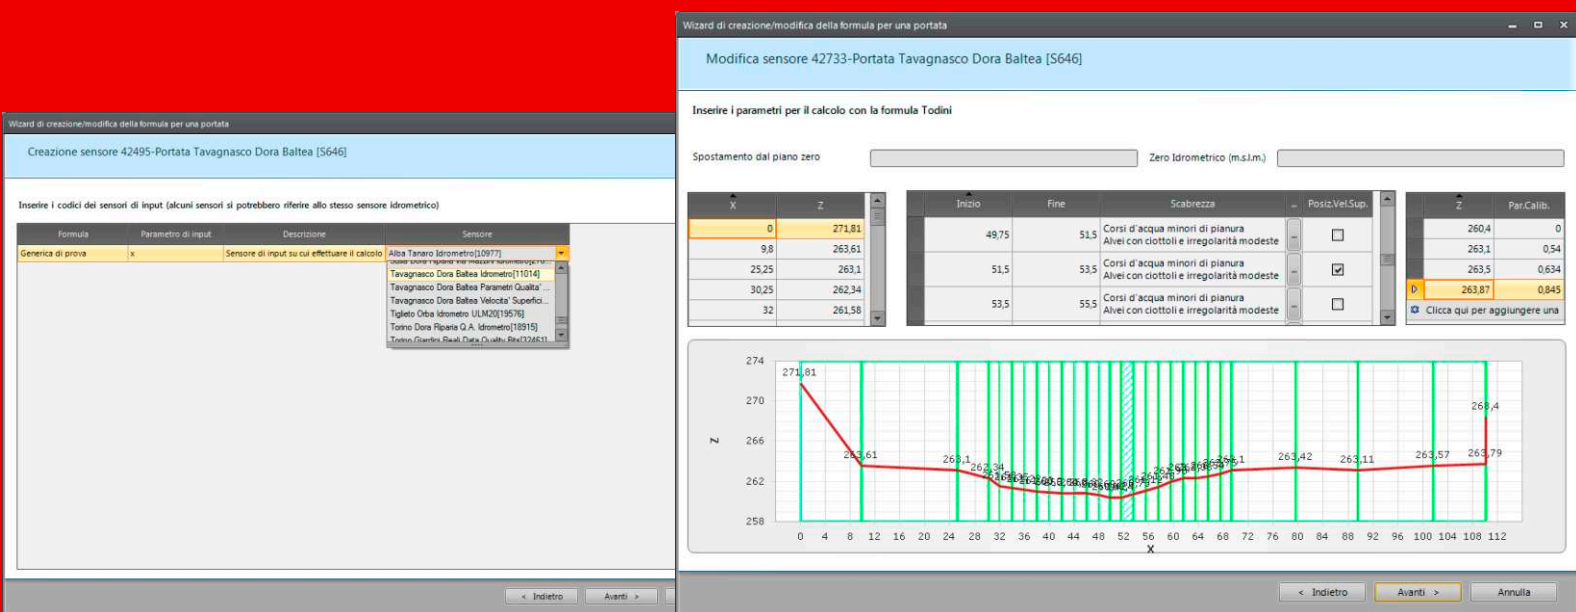 Wizard di creazione/modifica della formula per una portata
Creazione sensore 42495-Portata Tavagnasco Dora Baltea [S646]
Inserire i codici dei sensori di input (alcuni sensori si potrebbero riferire allo stesso sensore idrometrico)
Formula Parametro di input Descrizione Sensore
Generica di prova x Sensore di input su cui effettuare il calcolo Alba Tanaro Idrometro[10977]
Tavagnasco Dora Baltea Idrometro[11014]
Tavagnasco Dora Baltea Parametri Qualita' ...
Tavagnasco Dora Baltea Velocita' Superfici...
Tiglieto Orba Idrometro ULM20[19576]
Torino Dora Riparia Q.A. Idrometro[18915]
Torino Giardini Reali Data Quality Bits[32461]
< Indietro Avanti >
Wizard di creazione/modifica della formula per una portata
Modifica sensore 42733-Portata Tavagnasco Dora Baltea [S646]
Inserire i parametri per il calcolo con la formula Todini
Spostamento dal piano zero Zero Idrometrico (m.s.l.m.)
X Z
0 271,81
9,8 263,61
25,25 263,1
30,25 262,34
32 261,58
Inizio Fine Scabrezza ... Posiz.Vel.Sup.
49,75 51,5 Corsi d'acqua minori di pianura
Alvei con ciottoli e irregolarità modeste ...
51,5 53,5 Corsi d'acqua minori di pianura
Alvei con ciottoli e irregolarità modeste ...
53,5 55,5 Corsi d'acqua minori di pianura
Alvei con ciottoli e irregolarità modeste ...
Z Par.Calib.
260,4 0
263,1 0,54
263,5 0,634
263,87 0,845
Clicca qui per aggiungere una
274
270
266
262
258
Z
271,81
263,61
263,1
262,34
263,42
263,11
263,57
263,79
268,4
0 4 8 12 16 20 24 28 32 36 40 44 48 52 56 60 64 68 72 76 80 84 88 92 96 100 104 108 112
X
< Indietro Avanti > Annulla